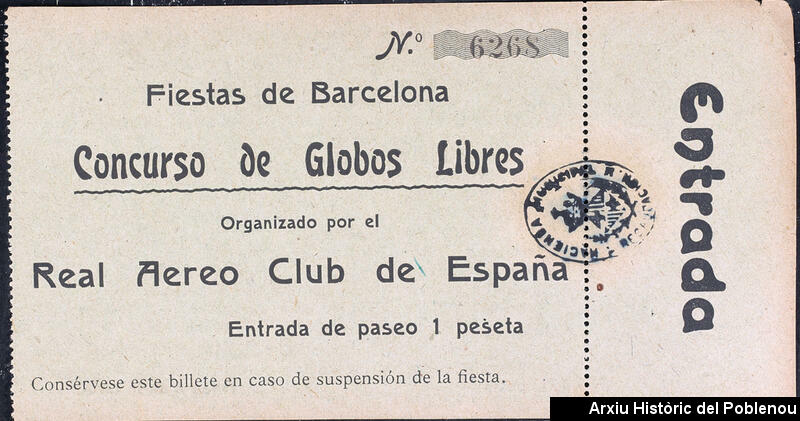 N.º 6268
Fiestas de Barcelona
Concurso de Globos Libres
Organizado por el
Real Aereo Club de España
Entrada de paseo 1 peseta
Consérvese este billete en caso de suspensión de la fiesta.
Entrada
HACIENDA
Arxiu Històric del Poblenou